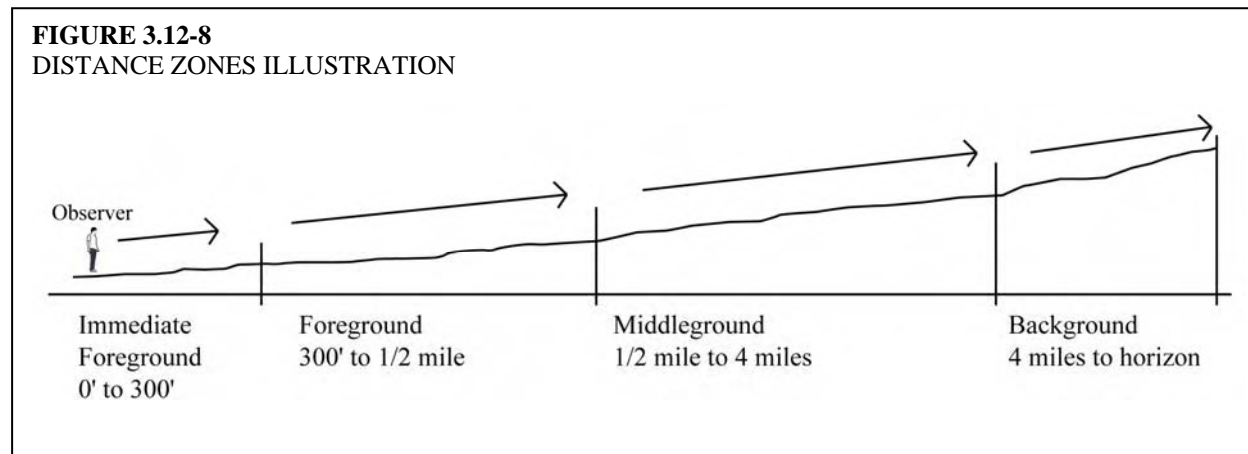 FIGURE 3.12-8
DISTANCE ZONES ILLUSTRATION
Observer
Immediate
Foreground
0' to 300'
Foreground
300' to 1/2 mile
Middleground
1/2 mile to 4 miles
Background
4 miles to horizon